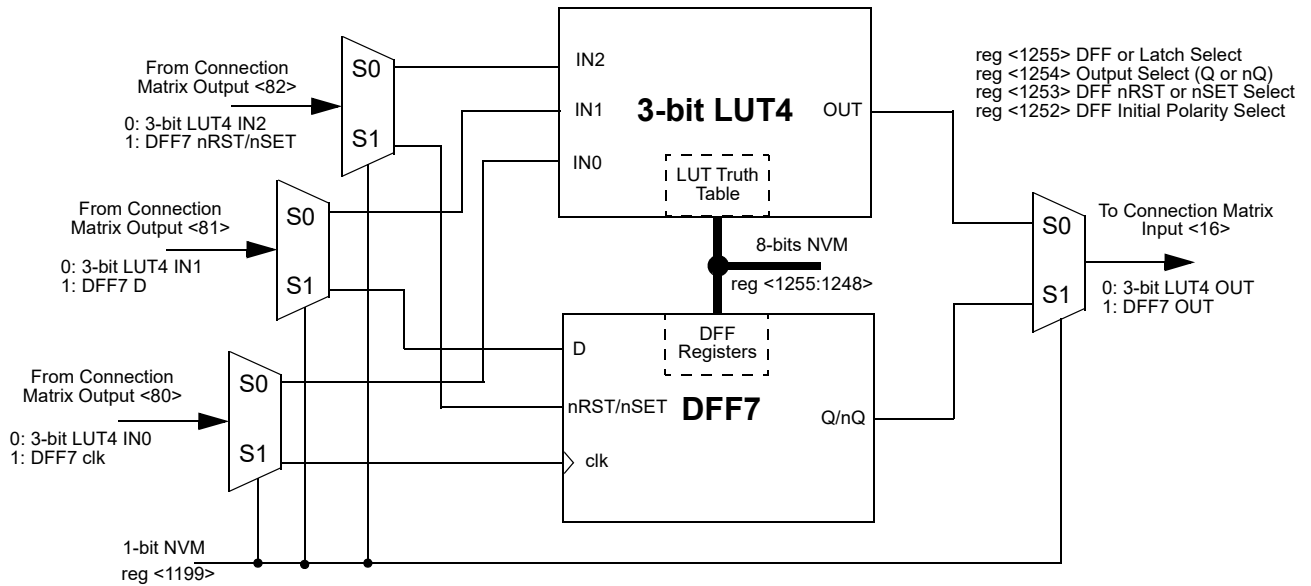 From Connection
Matrix Output <82>
0: 3-bit LUT4 IN2
1: DFF7 nRST/nSET
S0
S1
From Connection
Matrix Output <81>
0: 3-bit LUT4 IN1
1: DFF7 D
S0
S1
From Connection
Matrix Output <80>
0: 3-bit LUT4 IN0
1: DFF7 clk
S0
S1
1-bit NVM
reg <1199>
IN2
IN1
IN0
3-bit LUT4
OUT
LUT Truth
Table
8-bits NVM
reg <1255:1248>
DFF
Registers
D
nRST/nSET
clk
DFF7
Q/nQ
reg <1255> DFF or Latch Select
reg <1254> Output Select (Q or nQ)
reg <1253> DFF nRST or nSET Select
reg <1252> DFF Initial Polarity Select
S0
S1
To Connection Matrix
Input <16>
0: 3-bit LUT4 OUT
1: DFF7 OUT